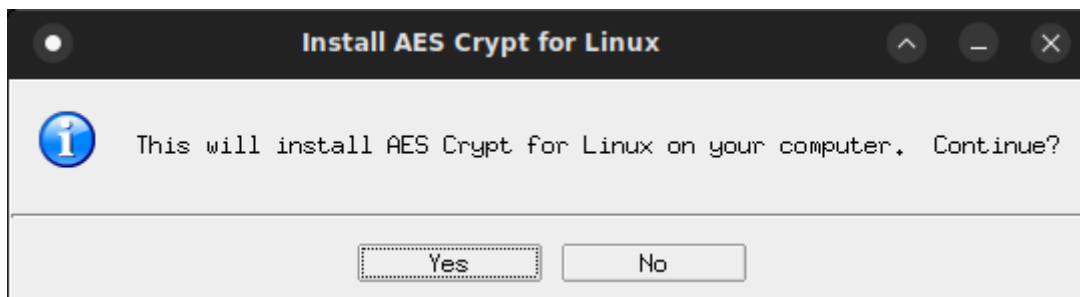 Install AES Crypt for Linux
This will install AES Crypt for Linux on your computer.  Continue?
Yes
No